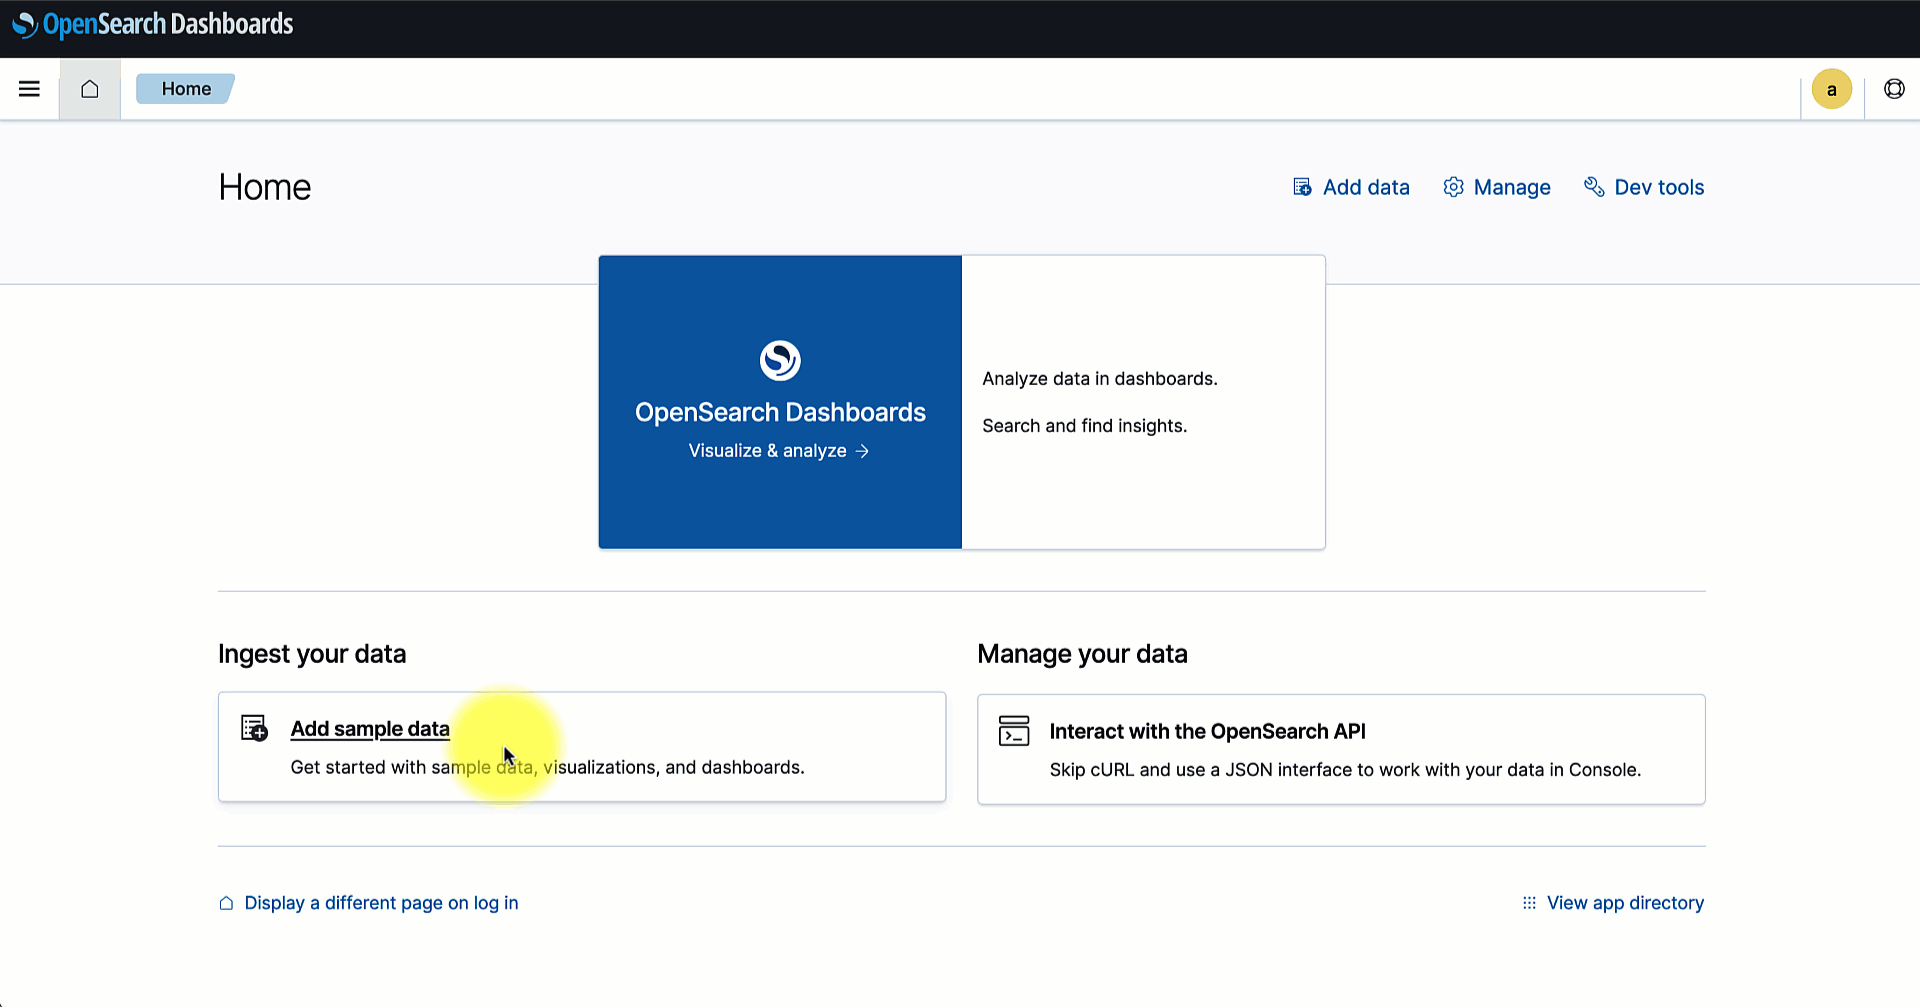 OpenSearch Dashboards
Home
a
Home
Add data
Manage
Dev tools
OpenSearch Dashboards
Visualize & analyze →
Analyze data in dashboards.
Search and find insights.
Ingest your data
Add sample data
Get started with sample data, visualizations, and dashboards.
Manage your data
Interact with the OpenSearch API
Skip cURL and use a JSON interface to work with your data in Console.
Display a different page on log in
View app directory